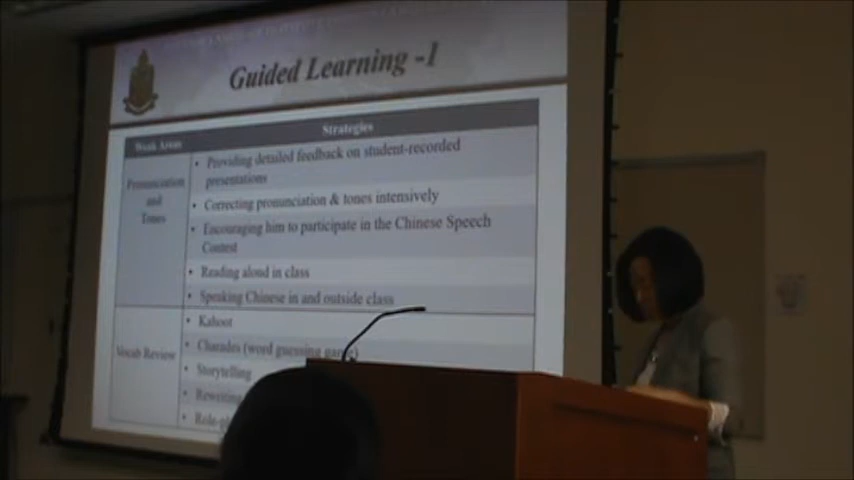 Guided Learning -I
Weak Areas
Strategies
Pronunciation
and
Tones
• Providing detailed feedback on student-recorded
presentations
• Correcting pronunciation & tones intensively
• Encouraging him to participate in the Chinese Speech
Contest
• Reading aloud in class
• Speaking Chinese in and outside class
Vocab Review
• Kahoot
• Charades (word guessing game)
• Storytelling
• Rewriting
• Role-pl